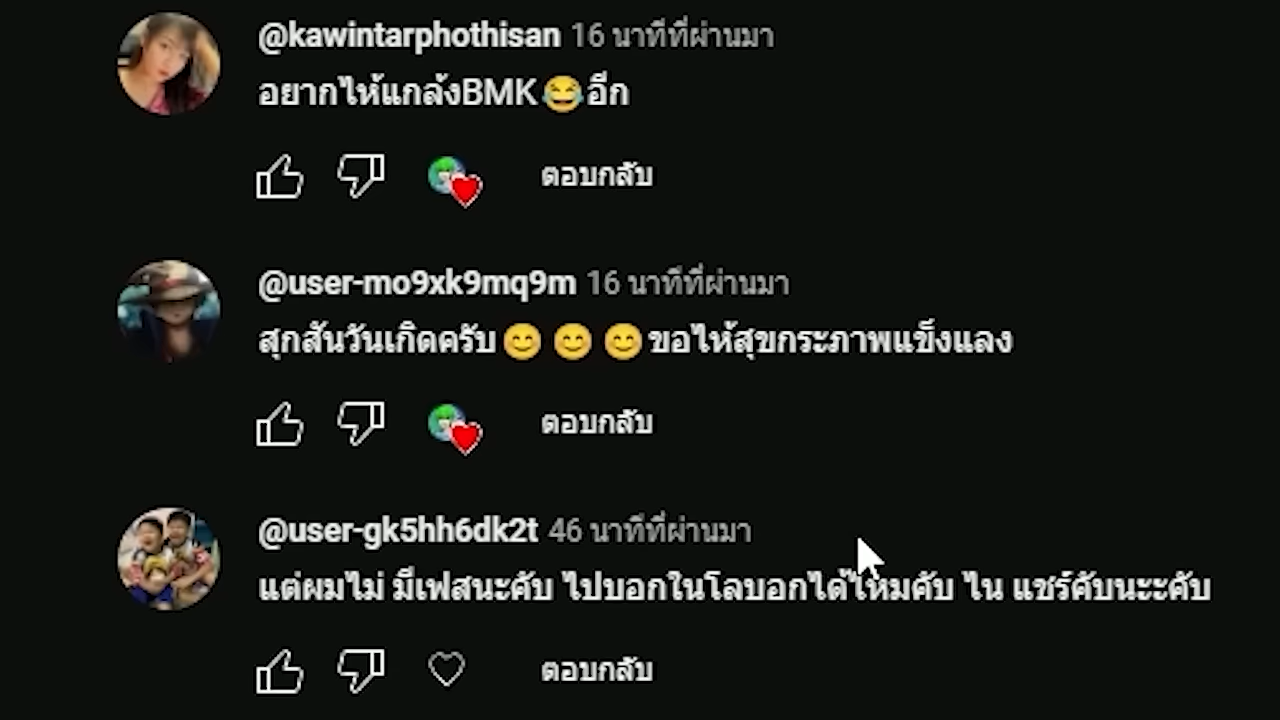 @kawintarphothisan 16 นาทีที่ผ่านมา
อยากไห้แกล้งBMK😂อีก
ตอบกลับ
@user-mo9xk9mq9m 16 นาทีที่ผ่านมา
สุกสันวันเกิดครับ😊 😊 😊ขอไห้สุขกระภาพแข็งแลง
ตอบกลับ
@user-gk5hh6dk2t 46 นาทีที่ผ่านมา
แต่ผมไม่ มีเฟสนะคับ ไปบอกในโลบอกได้ไหมคับ ไน แชร์คับนะะคับ
ตอบกลับ